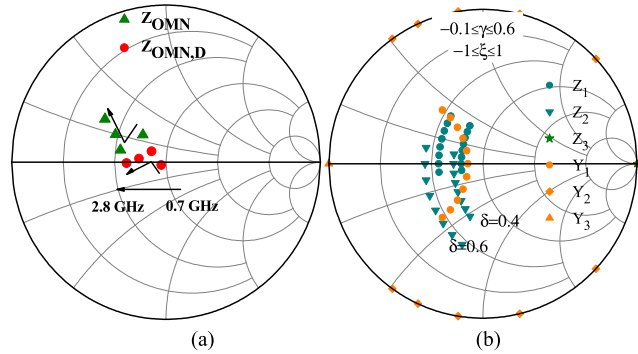 Z_OMN
Z_OMN,D
2.8 GHz
0.7 GHz
(a)
−0.1≤γ≤0.6
−1≤ξ≤1
Z_1
Z_2
Z_3
Y_1
Y_2
Y_3
δ=0.4
δ=0.6
(b)